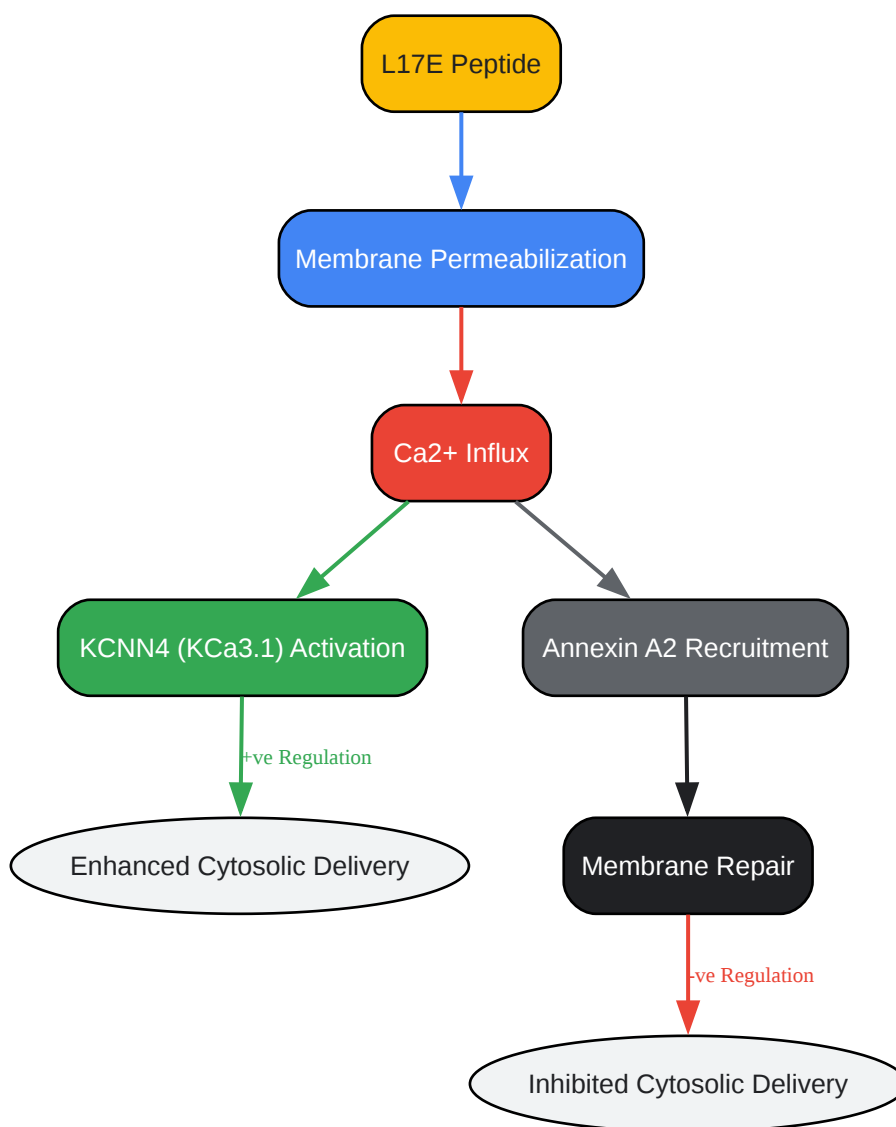 L17E Peptide
Membrane Permeabilization
Ca2+ Influx
KCNN4 (KCa3.1) Activation
Annexin A2 Recruitment
+ve Regulation
Enhanced Cytosolic Delivery
Membrane Repair
-ve Regulation
Inhibited Cytosolic Delivery